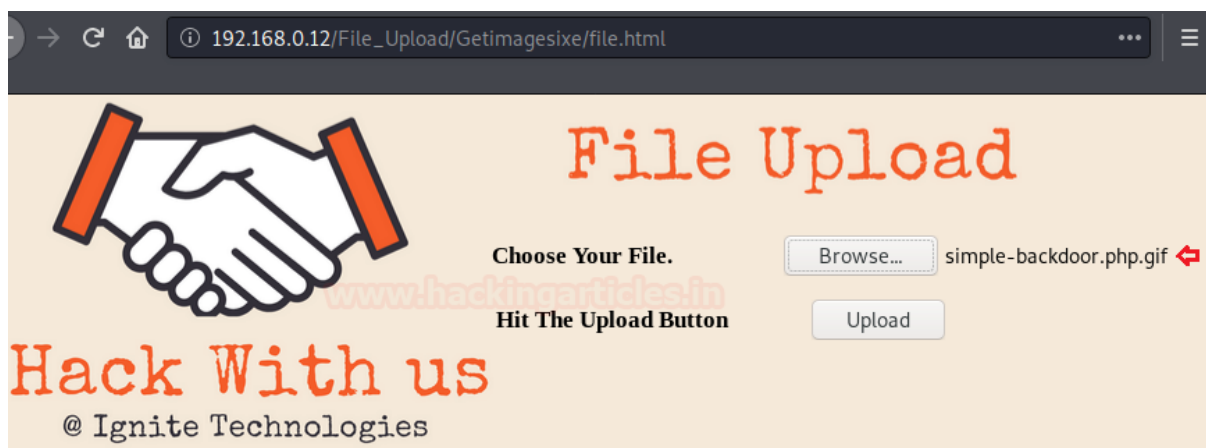 192.168.0.12/File_Upload/Getimagesixe/file.html
File Upload
Choose Your File.
Browse...
simple-backdoor.php.gif
www.hackingarticles.in
Hit The Upload Button
Upload
Hack With us
@ Ignite Technologies